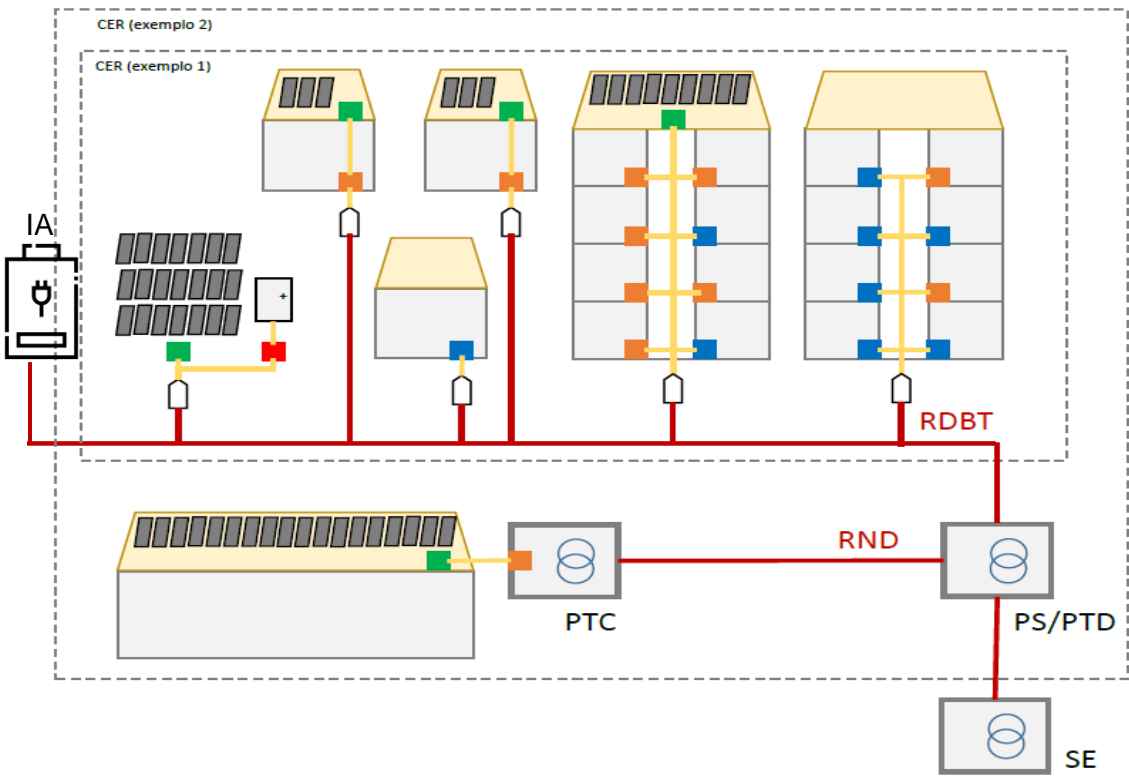 CER (exemplo 2)
CER (exemplo 1)
IA
+
RDBT
RND
PTC
PS/PTD
SE